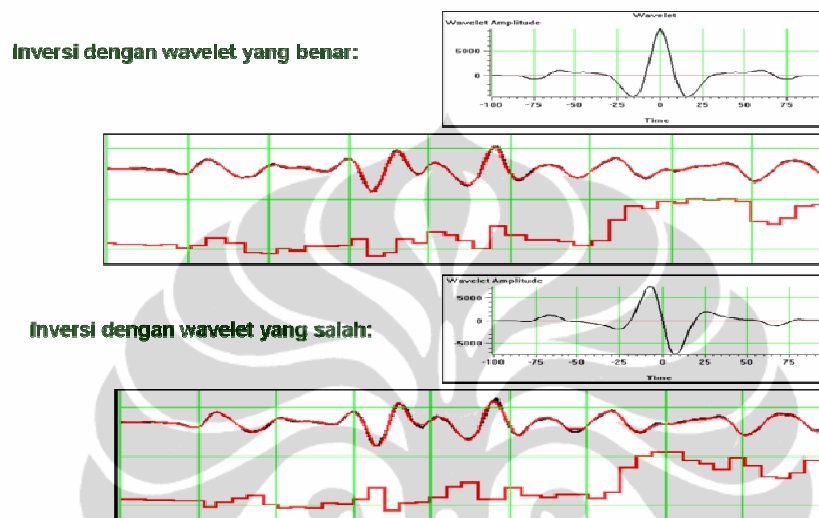 Wavelet
Wavelet Amplitude
Inversi dengan wavelet yang benar:
5000
0
-100 -75 -50 -25 0 25 50 75
Time
Wavelet Amplitude
5000
Inversi dengan wavelet yang salah:
0
-5000
-100 -75 -50 -25 0 25 50 75
Time